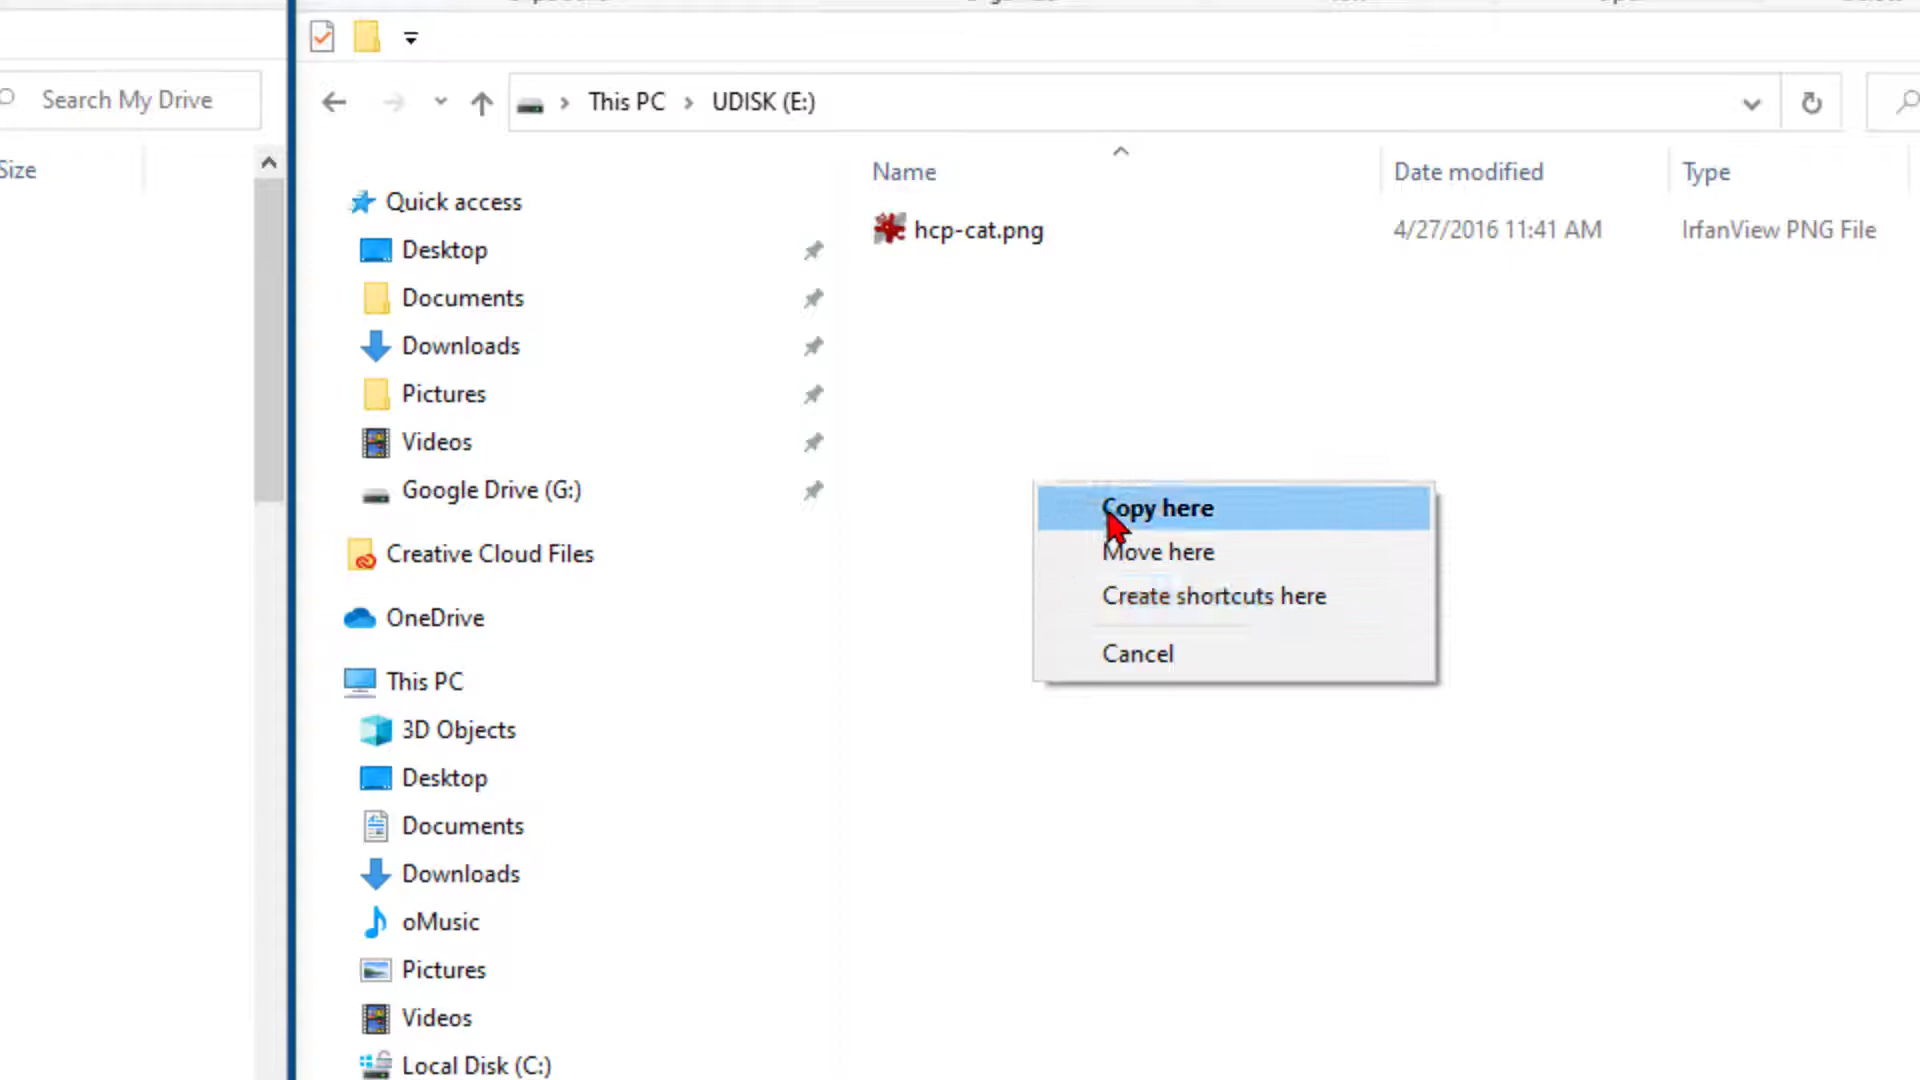 Search My Drive
Size
This PC
UDISK (E:)
Name
Date modified
Type
hcp-cat.png
4/27/2016 11:41 AM
IrfanView PNG File
Quick access
Desktop
Documents
Downloads
Pictures
Videos
Google Drive (G:)
Creative Cloud Files
OneDrive
This PC
3D Objects
Desktop
Documents
Downloads
oMusic
Pictures
Videos
Local Disk (C:)
Copy here
Move here
Create shortcuts here
Cancel